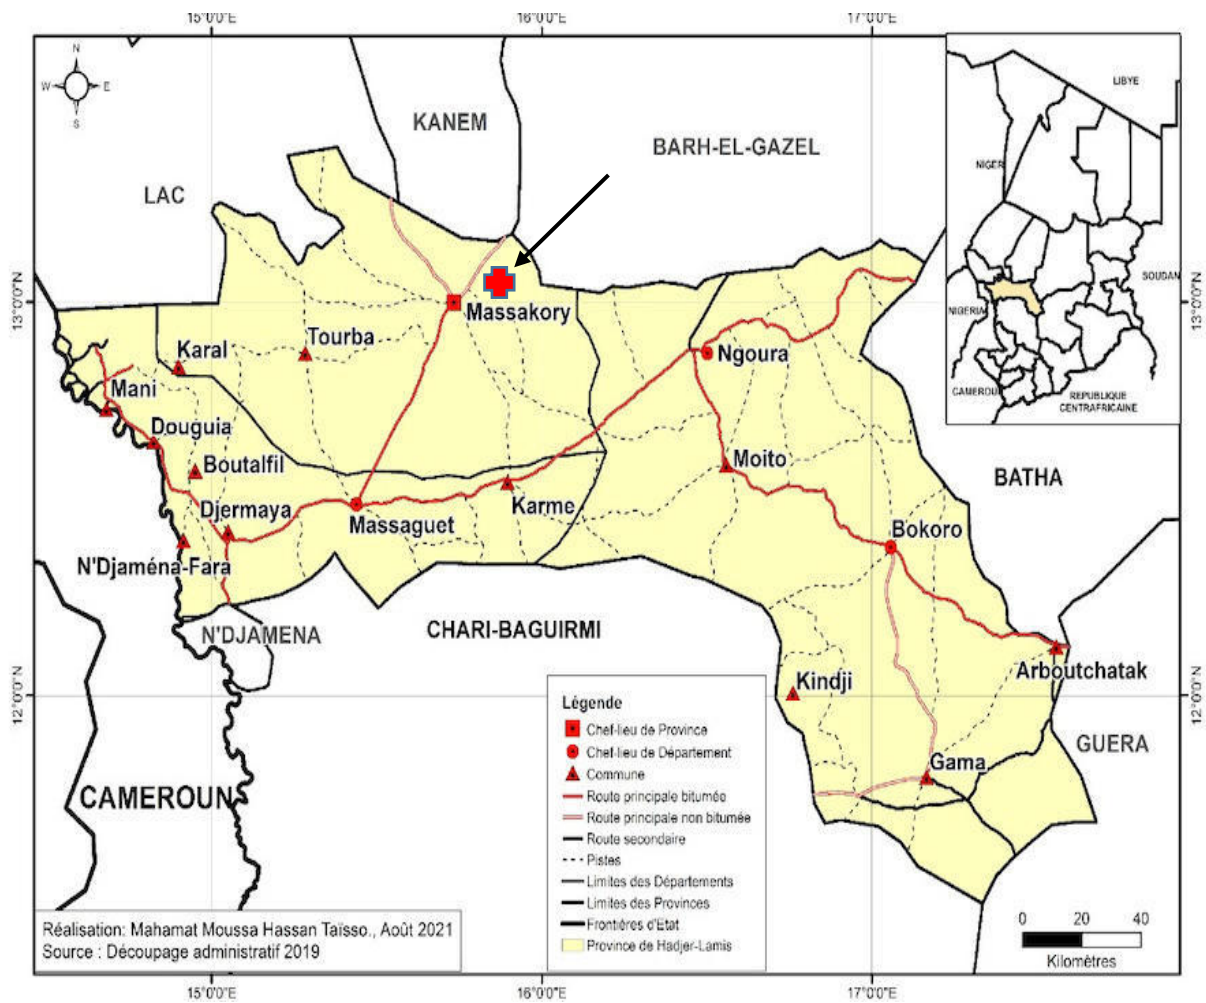 15°0'0"E 16°0'0"E 17°0'0"E
N
W E
S
KANEM
BARH-EL-GAZEL
LAC
LIBYE
NIGER
SOUDAN
NIGERIA
CAMEROUN
REPUBLIQUE
CENTRAFRICAINE
13°0'0"N 13°0'0"N
Massakory
Tourba
Karal
Ngoura
Mani
Douguia
Boutalfil
Moito
BATHA
Djermaya
Massaguet
Karme
Bokoro
N'Djaména-Fara
N'DJAMENA
CHARI-BAGUIRMI
Arboutchatak
Kindji
12°0'0"N 12°0'0"N
GUERA
Gama
CAMEROUN
Légende
Chef-lieu de Province
Chef-lieu de Département
Commune
Route principale bitumée
Route principale non bitumée
Route secondaire
Pistes
Limites des Départements
Limites des Provinces
Frontières d'Etat
Province de Hadjer-Lamis
Réalisation: Mahamat Moussa Hassan Taïsso., Août 2021
Source : Découpage administratif 2019
0 20 40
Kilomètres
15°0'0"E 16°0'0"E 17°0'0"E